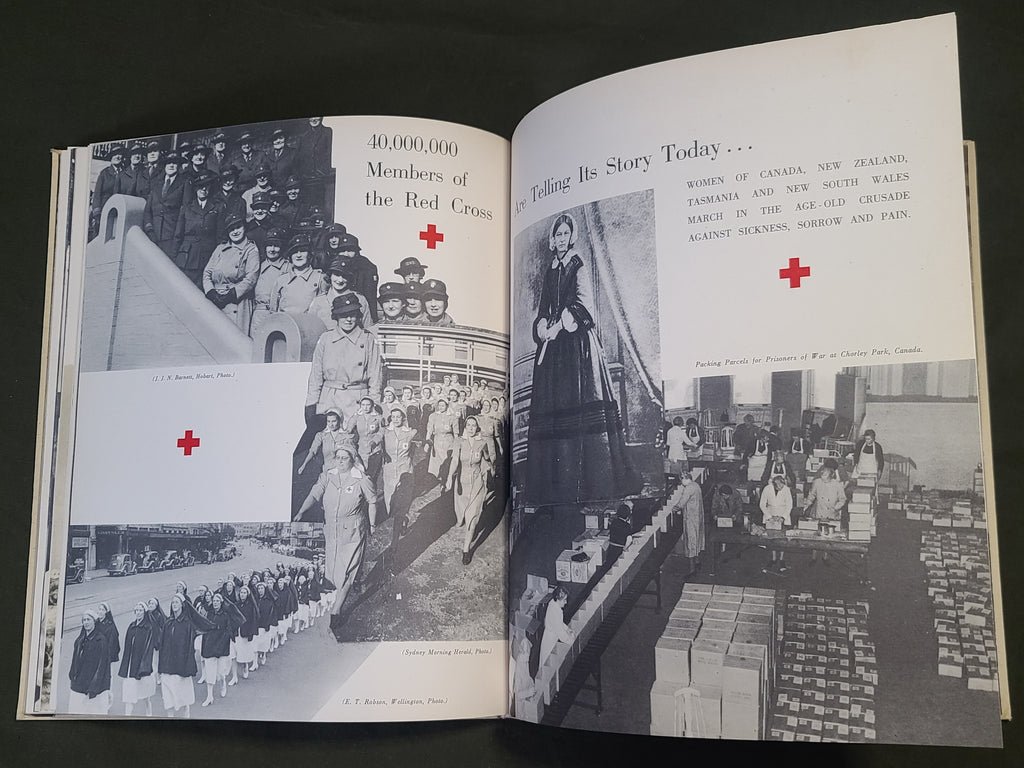 40,000,000
Members of
the Red Cross
(J. J. N. Barnett, Hobart, Photo.)
(Sydney Morning Herald, Photo.)
(E. T. Robson, Wellington, Photo.)
Are Telling Its Story Today . . .
WOMEN OF CANADA, NEW ZEALAND,
TASMANIA AND NEW SOUTH WALES
MARCH IN THE AGE-OLD CRUSADE
AGAINST SICKNESS, SORROW AND PAIN.
Packing Parcels for Prisoners of War at Chorley Park, Canada.